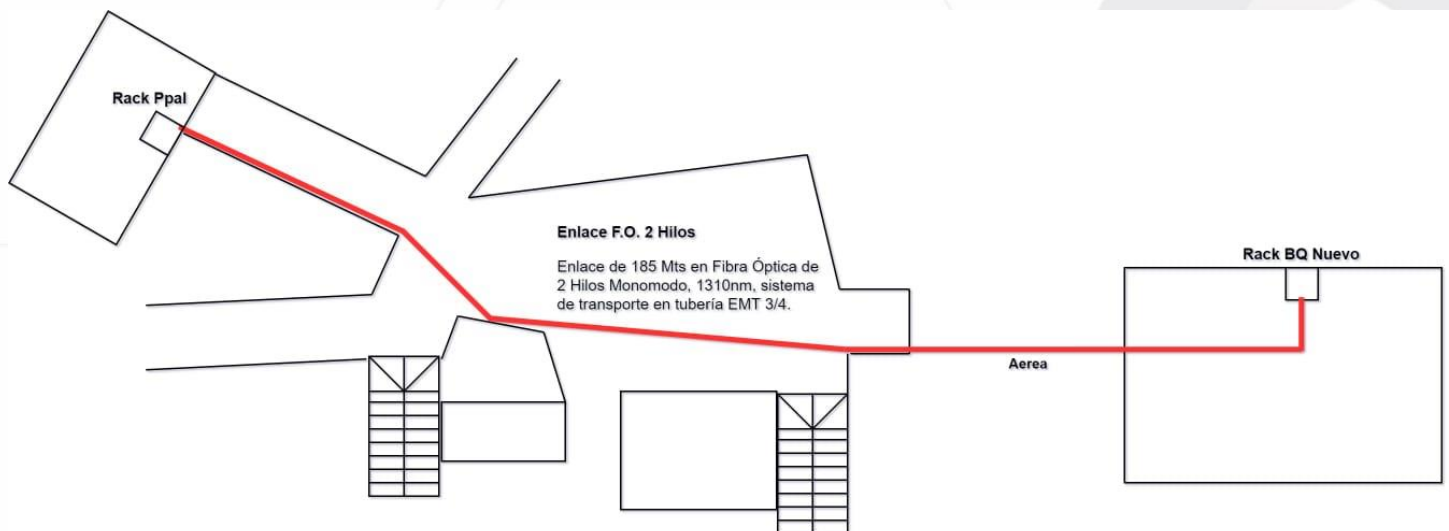 Rack Ppal
Enlace F.O. 2 Hilos
Enlace de 185 Mts en Fibra Óptica de
2 Hilos Monomodo, 1310nm, sistema
de transporte en tubería EMT 3/4.
Rack BQ Nuevo
Aerea